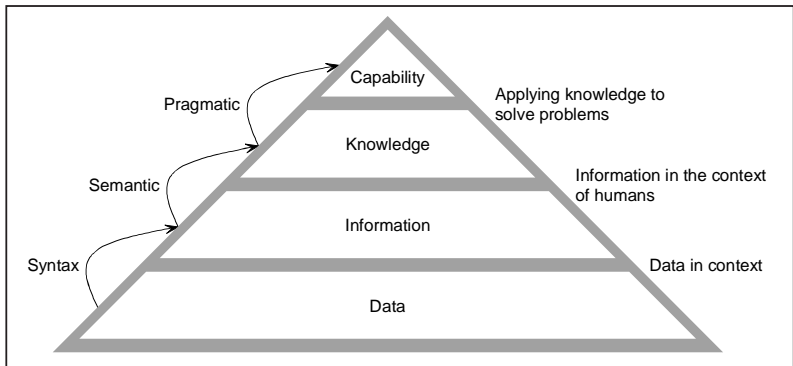 Capability
Pragmatic
Applying knowledge to
solve problems
Knowledge
Semantic
Information in the context
of humans
Information
Syntax
Data in context
Data